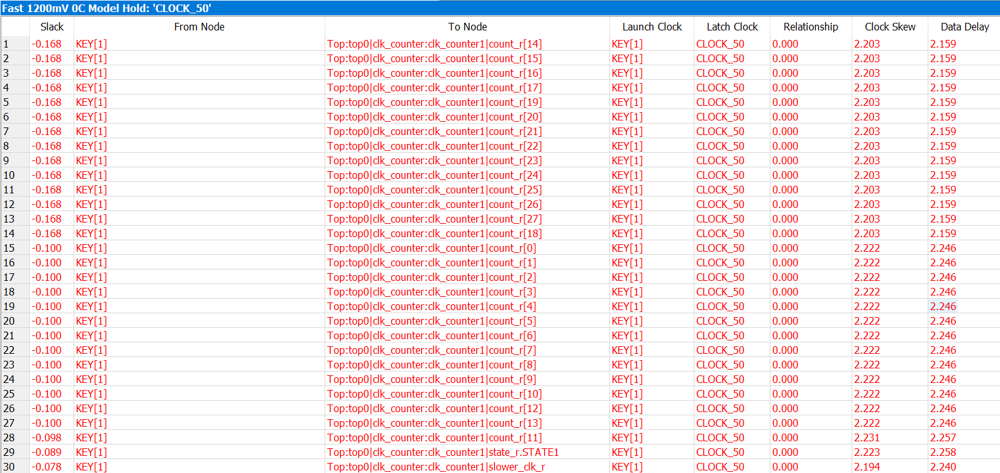 Fast 1200mV 0C Model Hold: 'CLOCK_50'
Slack From Node To Node Launch Clock Latch Clock Relationship Clock Skew Data Delay
1 -0.168 KEY[1] Top:top0|clk_counter:clk_counter1|count_r[14] KEY[1] CLOCK_50 0.000 2.203 2.159
2 -0.168 KEY[1] Top:top0|clk_counter:clk_counter1|count_r[15] KEY[1] CLOCK_50 0.000 2.203 2.159
3 -0.168 KEY[1] Top:top0|clk_counter:clk_counter1|count_r[16] KEY[1] CLOCK_50 0.000 2.203 2.159
4 -0.168 KEY[1] Top:top0|clk_counter:clk_counter1|count_r[17] KEY[1] CLOCK_50 0.000 2.203 2.159
5 -0.168 KEY[1] Top:top0|clk_counter:clk_counter1|count_r[19] KEY[1] CLOCK_50 0.000 2.203 2.159
6 -0.168 KEY[1] Top:top0|clk_counter:clk_counter1|count_r[20] KEY[1] CLOCK_50 0.000 2.203 2.159
7 -0.168 KEY[1] Top:top0|clk_counter:clk_counter1|count_r[21] KEY[1] CLOCK_50 0.000 2.203 2.159
8 -0.168 KEY[1] Top:top0|clk_counter:clk_counter1|count_r[22] KEY[1] CLOCK_50 0.000 2.203 2.159
9 -0.168 KEY[1] Top:top0|clk_counter:clk_counter1|count_r[23] KEY[1] CLOCK_50 0.000 2.203 2.159
10 -0.168 KEY[1] Top:top0|clk_counter:clk_counter1|count_r[24] KEY[1] CLOCK_50 0.000 2.203 2.159
11 -0.168 KEY[1] Top:top0|clk_counter:clk_counter1|count_r[25] KEY[1] CLOCK_50 0.000 2.203 2.159
12 -0.168 KEY[1] Top:top0|clk_counter:clk_counter1|count_r[26] KEY[1] CLOCK_50 0.000 2.203 2.159
13 -0.168 KEY[1] Top:top0|clk_counter:clk_counter1|count_r[27] KEY[1] CLOCK_50 0.000 2.203 2.159
14 -0.168 KEY[1] Top:top0|clk_counter:clk_counter1|count_r[18] KEY[1] CLOCK_50 0.000 2.203 2.159
15 -0.100 KEY[1] Top:top0|clk_counter:clk_counter1|count_r[0] KEY[1] CLOCK_50 0.000 2.222 2.246
16 -0.100 KEY[1] Top:top0|clk_counter:clk_counter1|count_r[1] KEY[1] CLOCK_50 0.000 2.222 2.246
17 -0.100 KEY[1] Top:top0|clk_counter:clk_counter1|count_r[2] KEY[1] CLOCK_50 0.000 2.222 2.246
18 -0.100 KEY[1] Top:top0|clk_counter:clk_counter1|count_r[3] KEY[1] CLOCK_50 0.000 2.222 2.246
19 -0.100 KEY[1] Top:top0|clk_counter:clk_counter1|count_r[4] KEY[1] CLOCK_50 0.000 2.222 2.246
20 -0.100 KEY[1] Top:top0|clk_counter:clk_counter1|count_r[5] KEY[1] CLOCK_50 0.000 2.222 2.246
21 -0.100 KEY[1] Top:top0|clk_counter:clk_counter1|count_r[6] KEY[1] CLOCK_50 0.000 2.222 2.246
22 -0.100 KEY[1] Top:top0|clk_counter:clk_counter1|count_r[7] KEY[1] CLOCK_50 0.000 2.222 2.246
23 -0.100 KEY[1] Top:top0|clk_counter:clk_counter1|count_r[8] KEY[1] CLOCK_50 0.000 2.222 2.246
24 -0.100 KEY[1] Top:top0|clk_counter:clk_counter1|count_r[9] KEY[1] CLOCK_50 0.000 2.222 2.246
25 -0.100 KEY[1] Top:top0|clk_counter:clk_counter1|count_r[10] KEY[1] CLOCK_50 0.000 2.222 2.246
26 -0.100 KEY[1] Top:top0|clk_counter:clk_counter1|count_r[12] KEY[1] CLOCK_50 0.000 2.222 2.246
27 -0.100 KEY[1] Top:top0|clk_counter:clk_counter1|count_r[13] KEY[1] CLOCK_50 0.000 2.222 2.246
28 -0.098 KEY[1] Top:top0|clk_counter:clk_counter1|count_r[11] KEY[1] CLOCK_50 0.000 2.231 2.257
29 -0.089 KEY[1] Top:top0|clk_counter:clk_counter1|state_r.STATE1 KEY[1] CLOCK_50 0.000 2.223 2.258
30 -0.078 KEY[1] Top:top0|clk_counter:clk_counter1|slower_clk_r KEY[1] CLOCK_50 0.000 2.194 2.240